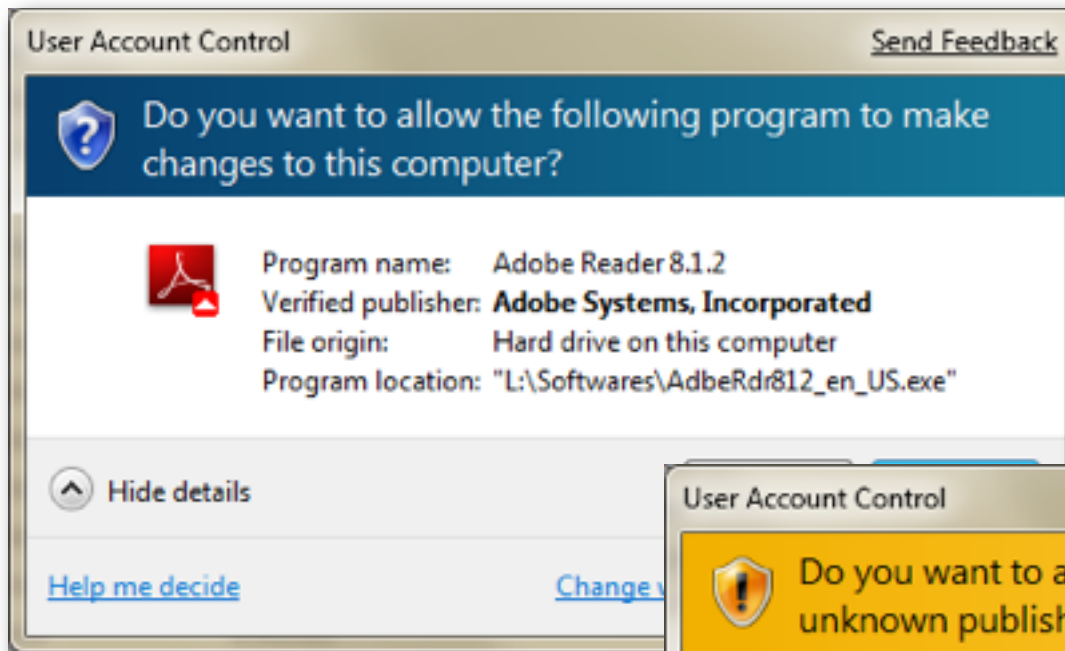 User Account Control
Send Feedback
Do you want to allow the following program to make
changes to this computer?
Program name: Adobe Reader 8.1.2
Verified publisher: Adobe Systems, Incorporated
File origin: Hard drive on this computer
Program location: "L:\Softwares\AdbeRdr812_en_US.exe"
Hide details
Help me decide
Change
User Account Control
Do you want to
unknown